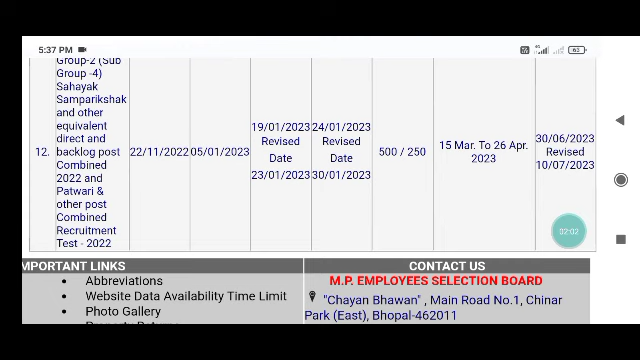 5:37 PM
63
Group-2 (Sub
Group -4)
Sahayak
Samparikshak
and other
equivalent
direct and
backlog post
Combined
2022 and
Patwari &
other post
Combined
Recruitment
Test - 2022
12.
22/11/2022
05/01/2023
19/01/2023
Revised
Date
23/01/2023
24/01/2023
Revised
Date
30/01/2023
500 / 250
15 Mar. To 26 Apr.
2023
30/06/2023
Revised
10/07/2023
02:02
MPORTANT LINKS
Abbreviations
Website Data Availability Time Limit
Photo Gallery
CONTACT US
M.P. EMPLOYEES SELECTION BOARD
"Chayan Bhawan" , Main Road No.1, Chinar
Park (East), Bhopal-462011